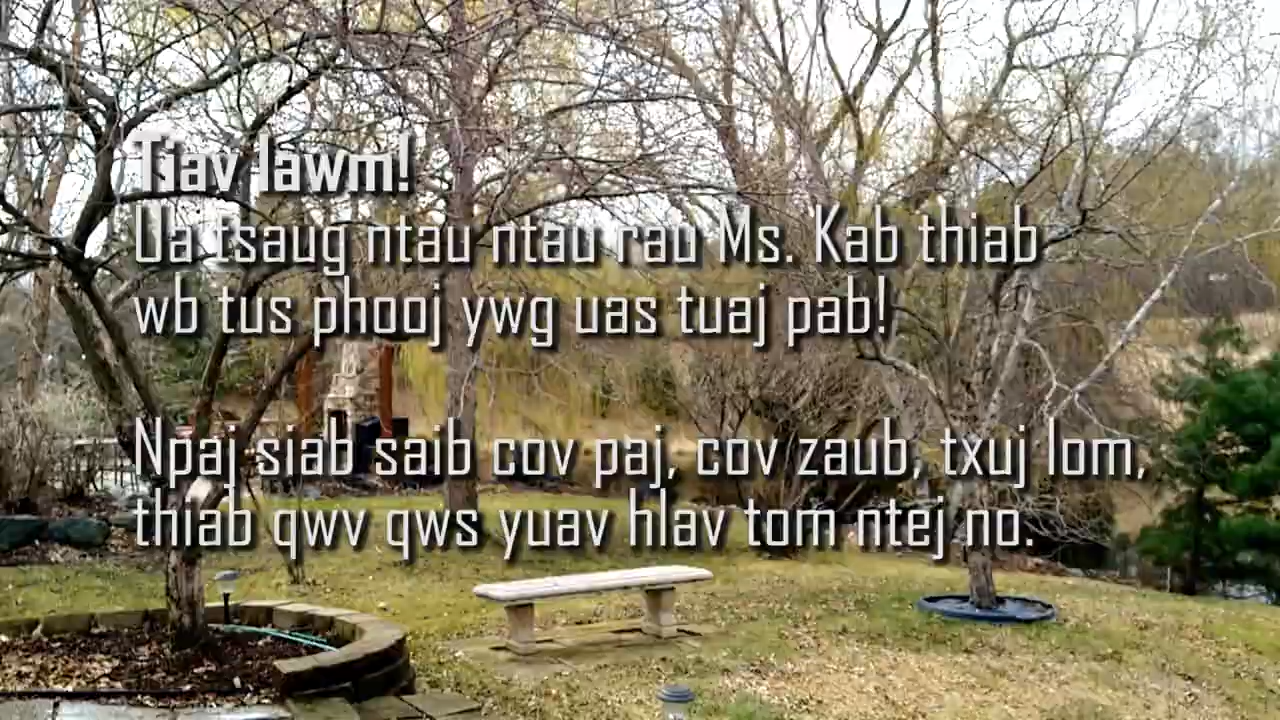 Tiav lawm!
Ua tsaug ntau ntau rau Ms. Kab thiab
wb tus phooj ywg uas tuaj pab!
Npaj siab saib cov paj, cov zaub, txuj lom,
thiab qwv qws yuav hlav tom ntej no.